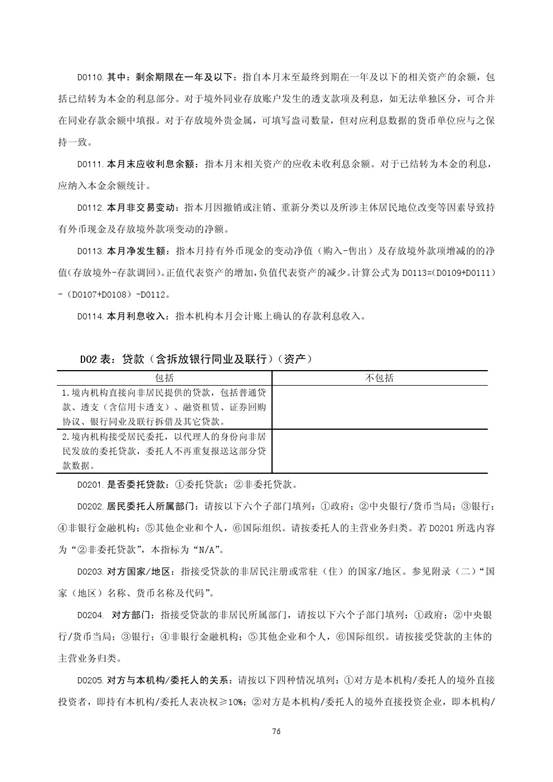 D0110.其中：剩余期限在一年及以下：指自本月末至最终到期在一年及以下的相关资产的余额，包
括已结转为本金的利息部分。对于境外同业存放账户发生的透支款项及利息，如无法单独区分，可合并
在同业存款余额中填报。对于存放境外贵金属，可填写盎司数量，但对应利息数据的货币单位应与之保
持一致。
D0111.本月末应收利息余额：指本月末相关资产的应收未收利息余额。对于已结转为本金的利息，
应纳入本金余额统计。
D0112.本月非交易变动：指本月因撤销或注销、重新分类以及所涉主体居民地位改变等因素导致持
有外币现金及存放境外款项变动的净额。
D0113.本月净发生额：指本月持有外币现金的变动净值（购入-售出）及存放境外款项增减的的净
值（存放境外-存款调回）。正值代表资产的增加，负值代表资产的减少。计算公式为 D0113=（D0109+D0111）
-（D0107+D0108）-D0112。
D0114.本月利息收入：指本机构本月会计账上确认的存款利息收入。
D02 表：贷款（含拆放银行同业及联行）（资产）
包括 不包括
1.境内机构直接向非居民提供的贷款，包括普通贷
款、透支（含信用卡透支）、融资租赁、证券回购
协议、银行同业及联行拆借及其它贷款。
2.境内机构接受居民委托，以代理人的身份向非居
民发放的委托贷款，委托人不再重复报送这部分贷
款数据。
D0201.是否委托贷款：①委托贷款；②非委托贷款。
D0202.居民委托人所属部门：请按以下六个子部门填列：①政府；②中央银行/货币当局；③银行；
④非银行金融机构；⑤其他企业和个人，⑥国际组织。请按委托人的主营业务归类。若 D0201 所选内容
为“②非委托贷款”，本指标为“N/A”。
D0203.对方国家/地区：指接受贷款的非居民注册或常驻（住）的国家/地区。参见附录（二）“国
家（地区）名称、货币名称及代码”。
D0204. 对方部门：指接受贷款的非居民所属部门，请按以下六个子部门填列：①政府；②中央银
行/货币当局；③银行；④非银行金融机构；⑤其他企业和个人，⑥国际组织。请按接受贷款的主体的
主营业务归类。
D0205.对方与本机构/委托人的关系：请按以下四种情况填列：①对方是本机构/委托人的境外直接
投资者，即持有本机构/委托人表决权≥10%；②对方是本机构/委托人的境外直接投资企业，即本机构/
76